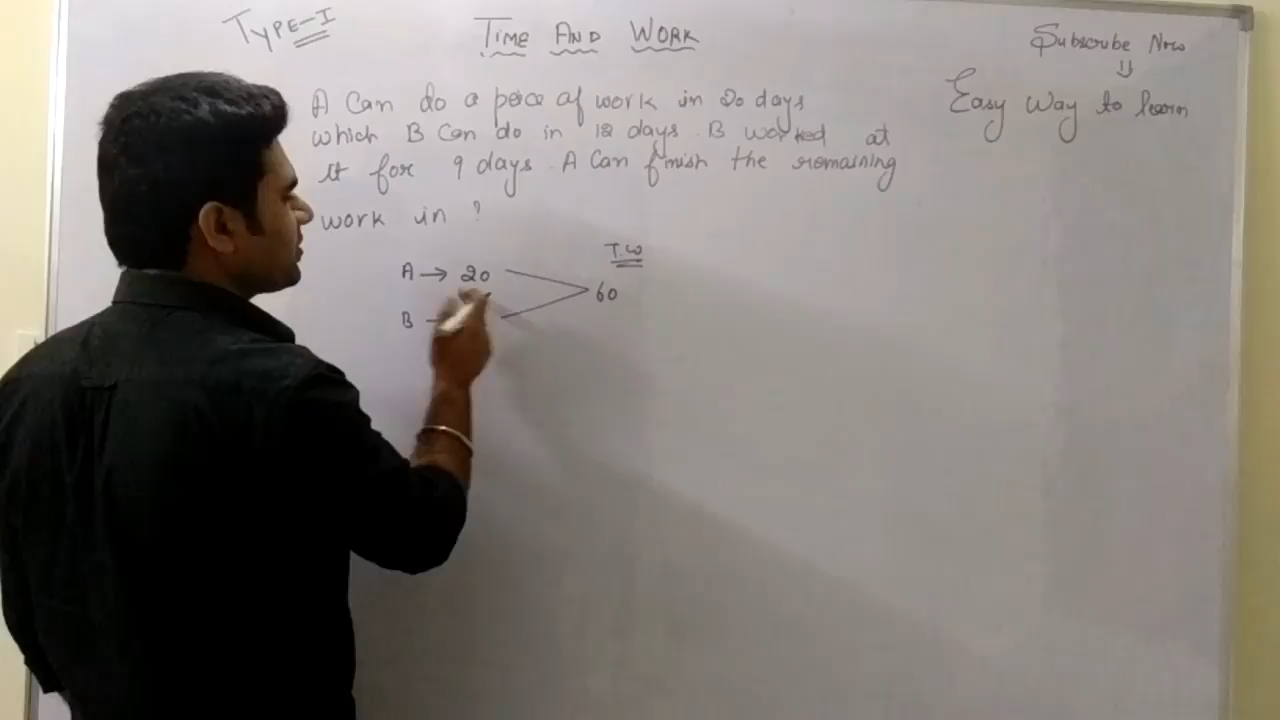 TYPE-I
TIME AND WORK
Subscribe Now
⇓
Easy Way to learn
A Can do a peice of work in 20 days
which B Can do in 12 days. B worked at
it for 9 days. A Can finish the remaining
work in ?
T.W
A → 20
60
B